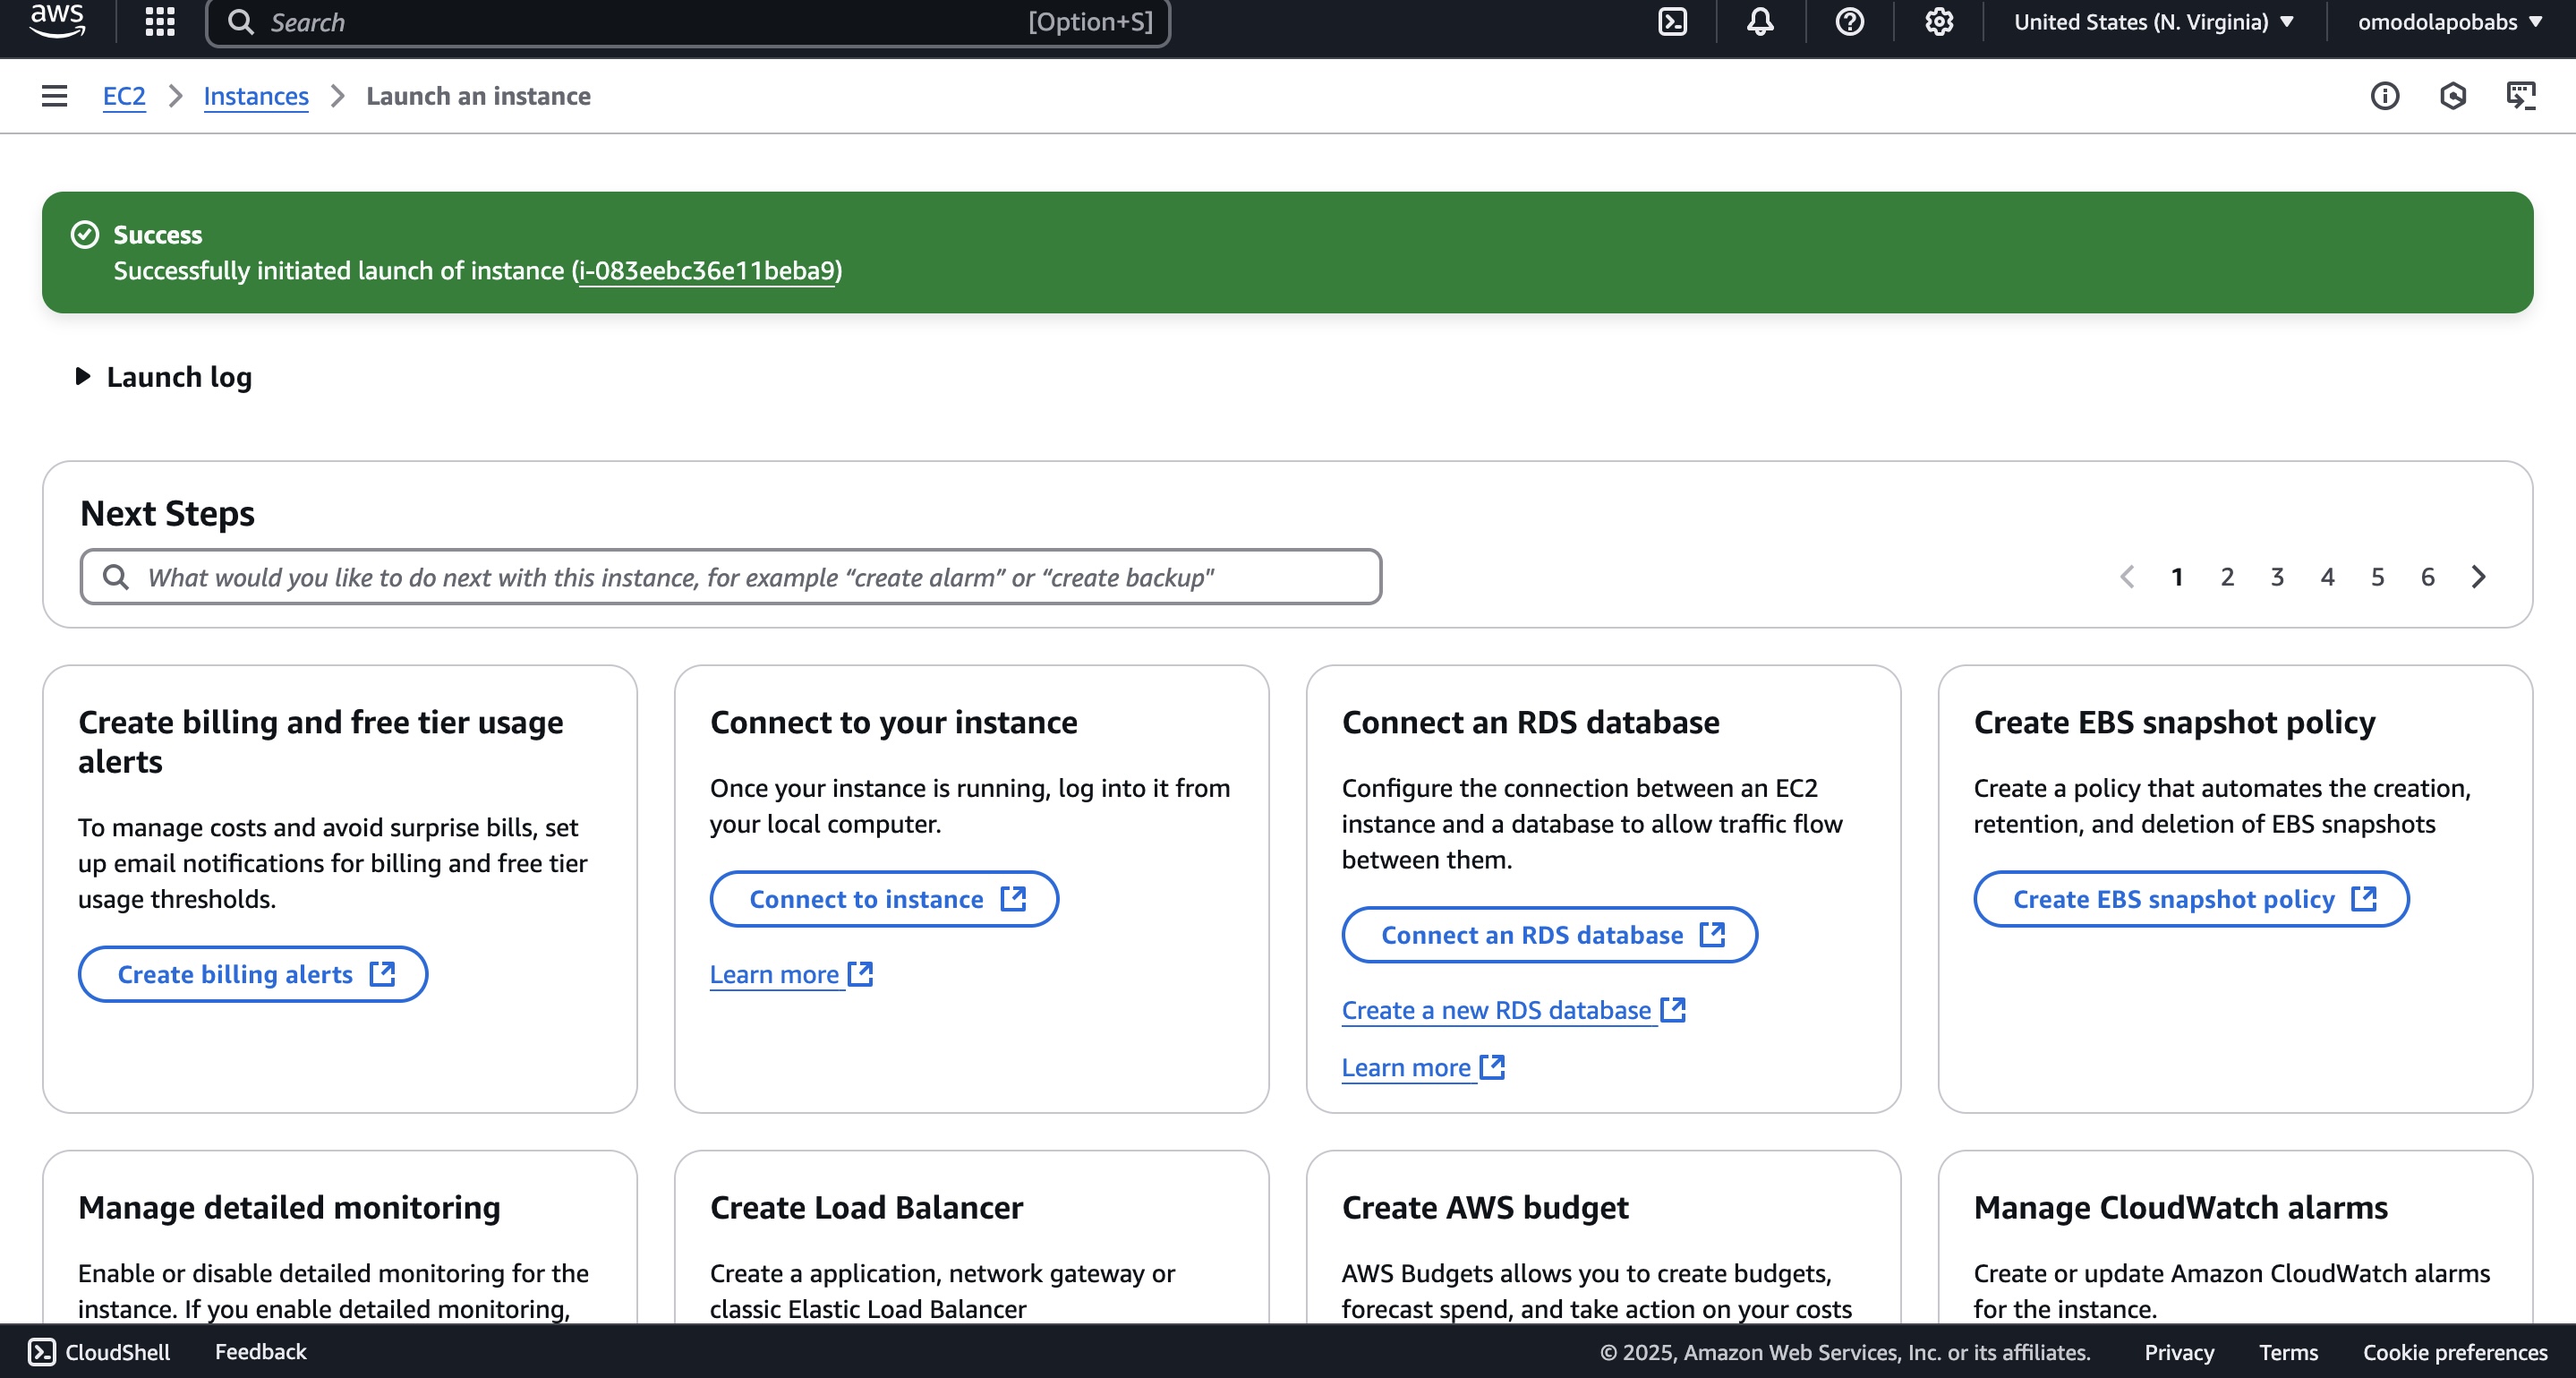 aws
Search [Option+S] United States (N. Virginia) omodolapobabs
EC2 Instances Launch an instance
Success
Successfully initiated launch of instance (i-083eebc36e11beba9)
Launch log
Next Steps
What would you like to do next with this instance, for example “create alarm” or “create backup"
1 2 3 4 5 6
Create billing and free tier usage
alerts
To manage costs and avoid surprise bills, set
up email notifications for billing and free tier
usage thresholds.
Create billing alerts
Connect to your instance
Once your instance is running, log into it from
your local computer.
Connect to instance
Learn more
Connect an RDS database
Configure the connection between an EC2
instance and a database to allow traffic flow
between them.
Connect an RDS database
Create a new RDS database
Learn more
Create EBS snapshot policy
Create a policy that automates the creation,
retention, and deletion of EBS snapshots
Create EBS snapshot policy
Manage detailed monitoring
Enable or disable detailed monitoring for the
instance. If you enable detailed monitoring,
Create Load Balancer
Create a application, network gateway or
classic Elastic Load Balancer
Create AWS budget
AWS Budgets allows you to create budgets,
forecast spend, and take action on your costs
Manage CloudWatch alarms
Create or update Amazon CloudWatch alarms
for the instance.
CloudShell Feedback © 2025, Amazon Web Services, Inc. or its affiliates. Privacy Terms Cookie preferences